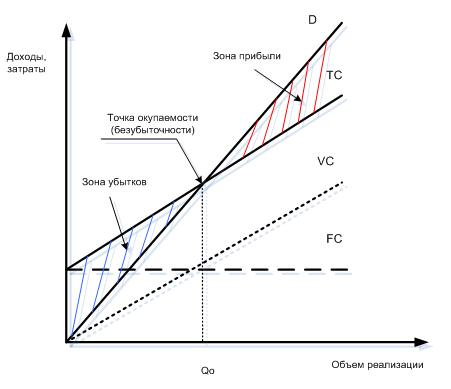 D
Доходы,
затраты
Зона прибыли
TC
Точка окупаемости
(безубыточности)
VC
Зона убытков
FC
Объем реализации
Qo